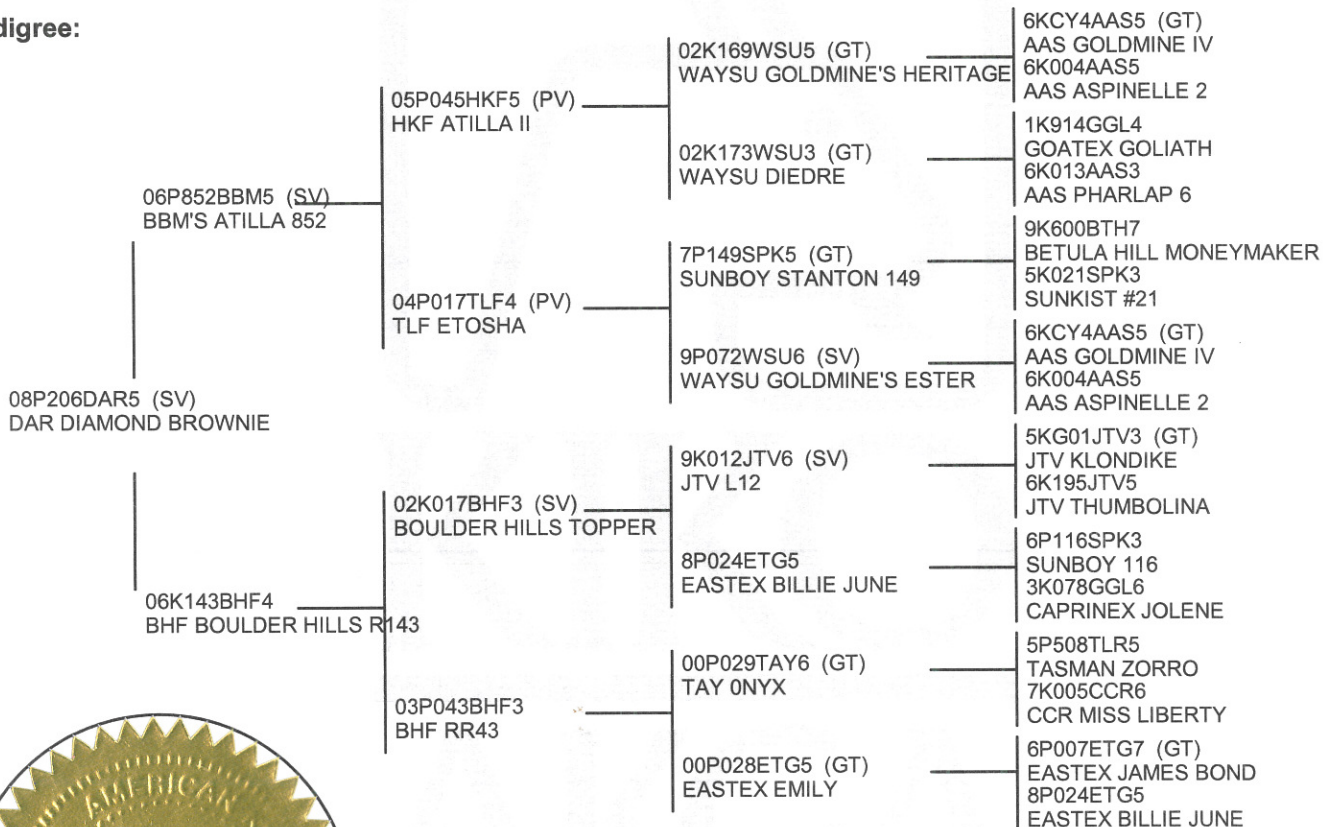 digree:
08P206DAR5 (SV)
DAR DIAMOND BROWNIE
06P852BBM5 (SV)
BBM'S ATILLA 852
06K143BHF4
BHF BOULDER HILLS R143
05P045HKF5 (PV)
HKF ATILLA II
04P017TLF4 (PV)
TLF ETOSHA
02K017BHF3 (SV)
BOULDER HILLS TOPPER
03P043BHF3
BHF RR43
02K169WSU5 (GT)
WAYSU GOLDMINE'S HERITAGE
02K173WSU3 (GT)
WAYSU DIEDRE
7P149SPK5 (GT)
SUNBOY STANTON 149
9P072WSU6 (SV)
WAYSU GOLDMINE'S ESTER
9K012JTV6 (SV)
JTV L12
8P024ETG5
EASTEX BILLIE JUNE
00P029TAY6 (GT)
TAY 0NYX
00P028ETG5 (GT)
EASTEX EMILY
6KCY4AAS5 (GT)
AAS GOLDMINE IV
6K004AAS5
AAS ASPINELLE 2
1K914GGL4
GOATEX GOLIATH
6K013AAS3
AAS PHARLAP 6
9K600BTH7
BETULA HILL MONEYMAKER
5K021SPK3
SUNKIST #21
6KCY4AAS5 (GT)
AAS GOLDMINE IV
6K004AAS5
AAS ASPINELLE 2
5KG01JTV3 (GT)
JTV KLONDIKE
6K195JTV5
JTV THUMBOLINA
6P116SPK3
SUNBOY 116
3K078GGL6
CAPRINEX JOLENE
5P508TLR5
TASMAN ZORRO
7K005CCR6
CCR MISS LIBERTY
6P007ETG7 (GT)
EASTEX JAMES BOND
8P024ETG5
EASTEX BILLIE JUNE
AMERICAN